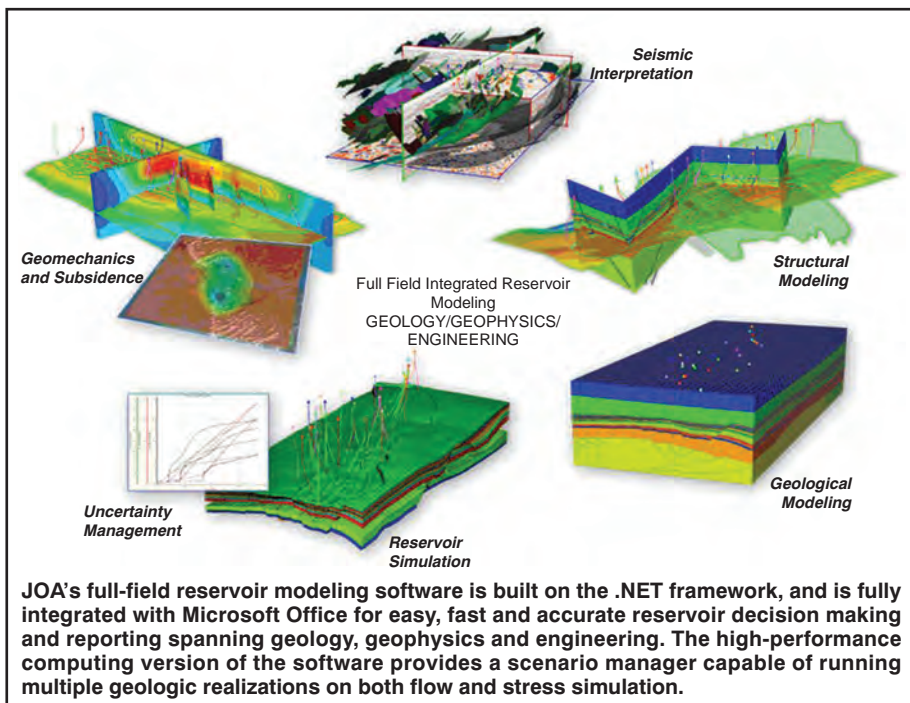 Seismic
Interpretation
Geomechanics
and Subsidence
Structural
Modeling
Full Field Integrated Reservoir
Modeling
GEOLOGY/GEOPHYSICS/
ENGINEERING
Uncertainty
Management
Reservoir
Simulation
Geological
Modeling
JOA's full-field reservoir modeling software is built on the .NET framework, and is fully
integrated with Microsoft Office for easy, fast and accurate reservoir decision making
and reporting spanning geology, geophysics and engineering. The high-performance
computing version of the software provides a scenario manager capable of running
multiple geologic realizations on both flow and stress simulation.